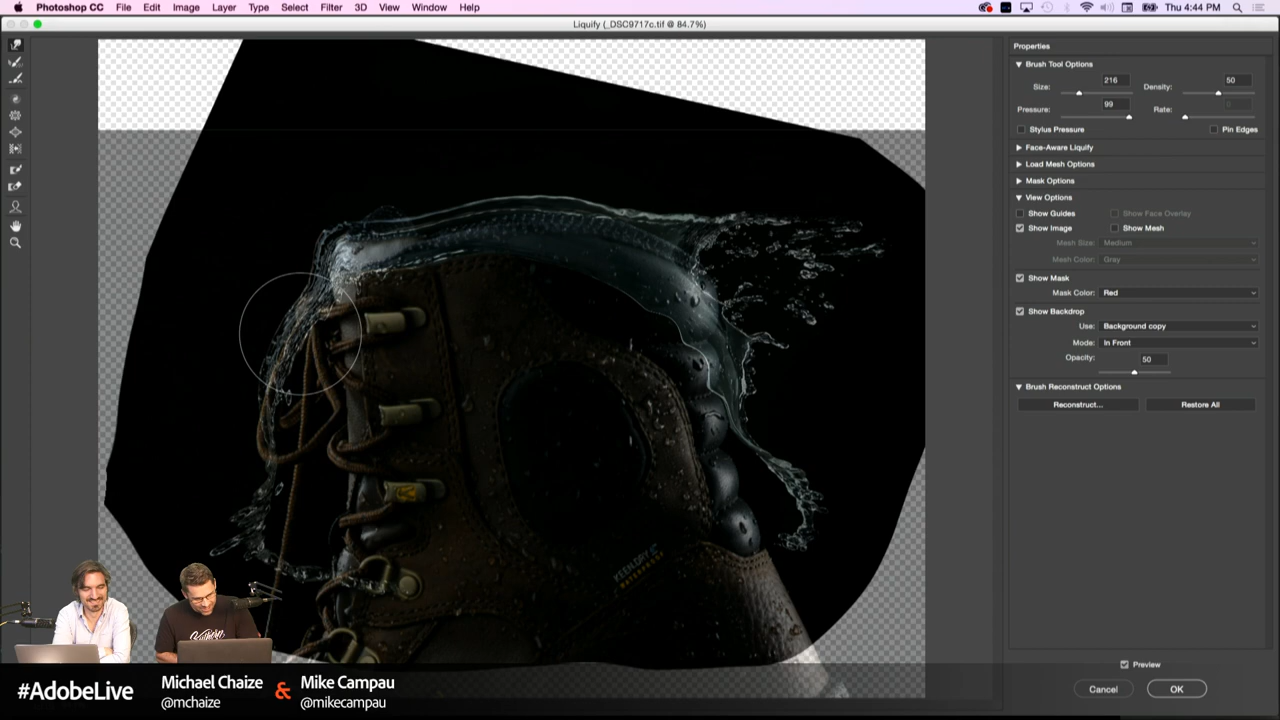 Photoshop CC File Edit Image Layer Type Select Filter 3D View Window Help
Thu 4:44 PM
Liquify (_DSC9717c.tif @ 84.7%)
Properties
Brush Tool Options
Size: 216 Density: 50
Pressure: 99 Rate:
Stylus Pressure Pin Edges
Face-Aware Liquify
Load Mesh Options
Mask Options
View Options
Show Guides Show Face Overlay
Show Image Show Mesh
Mesh Size: Medium
Mesh Color: Gray
Show Mask
Mask Color: Red
Show Backdrop
Use: Background copy
Mode: In Front
Opacity: 50
Brush Reconstruct Options
Reconstruct... Restore All
Preview
Cancel OK
#AdobeLive
Michael Chaize & Mike Campau
@mchaize @mikecampau